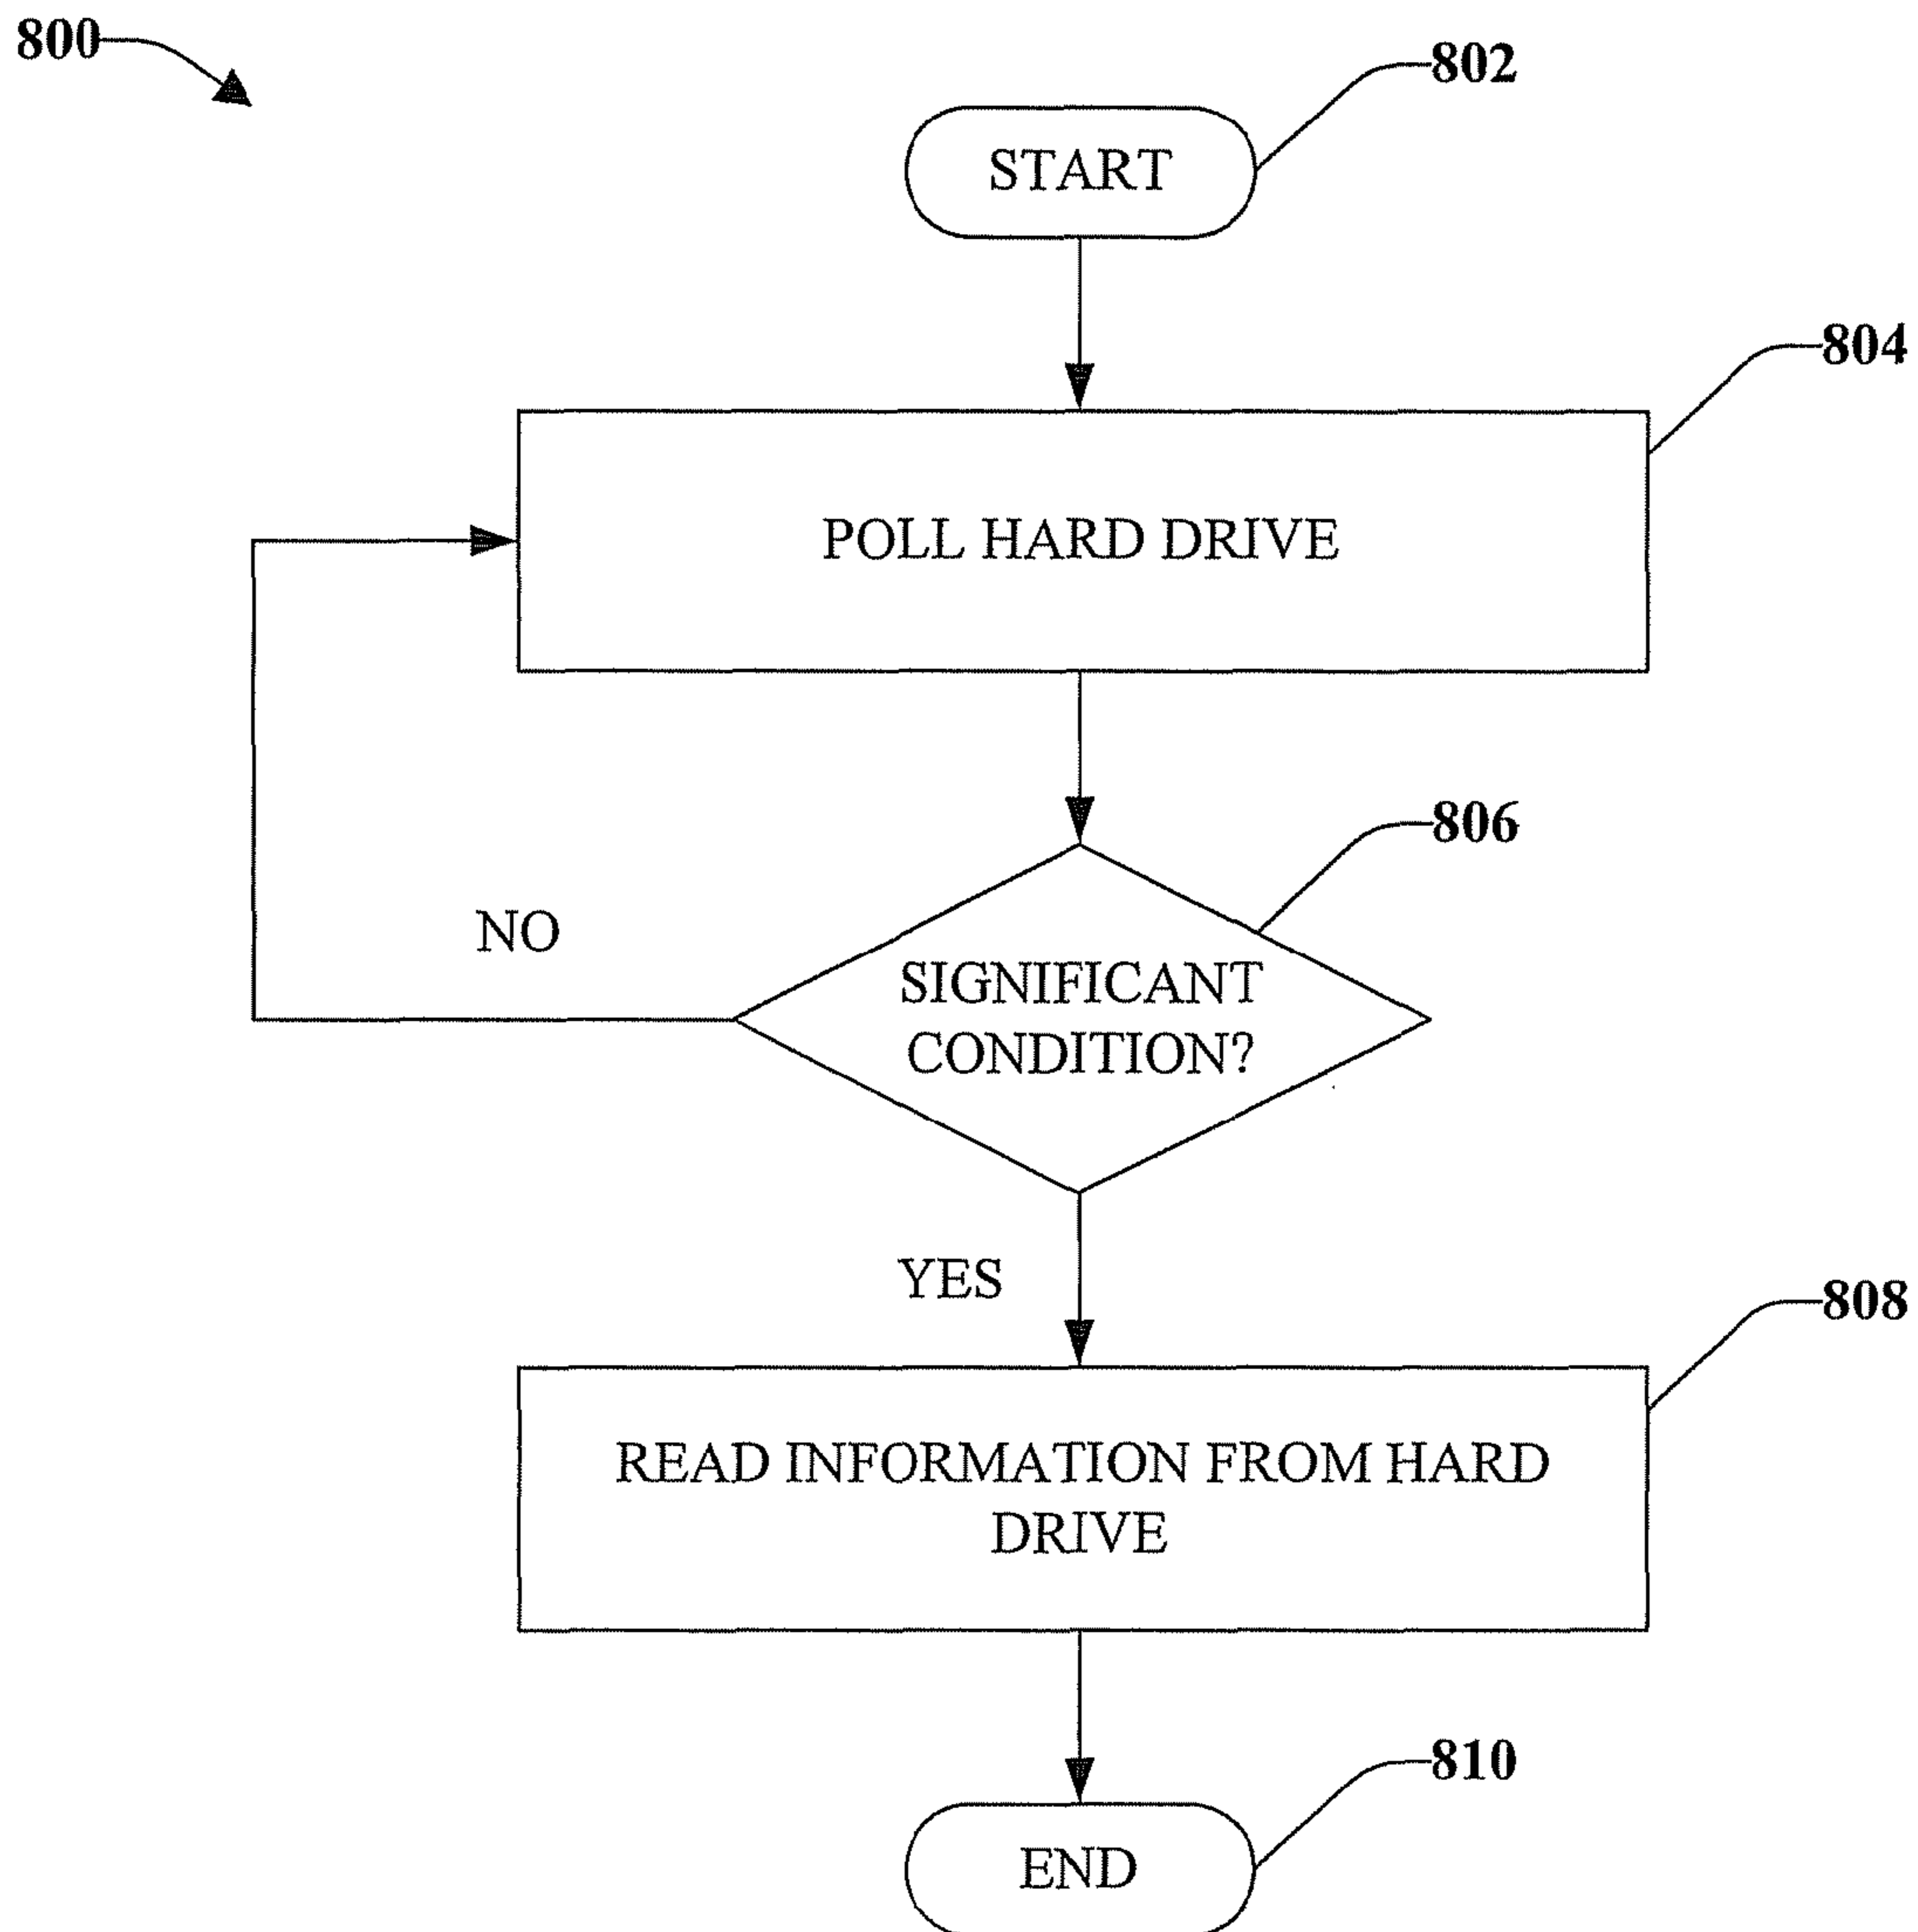 800
802
START
804
POLL HARD DRIVE
806
NO
SIGNIFICANT
CONDITION?
YES
808
READ INFORMATION FROM HARD
DRIVE
810
END